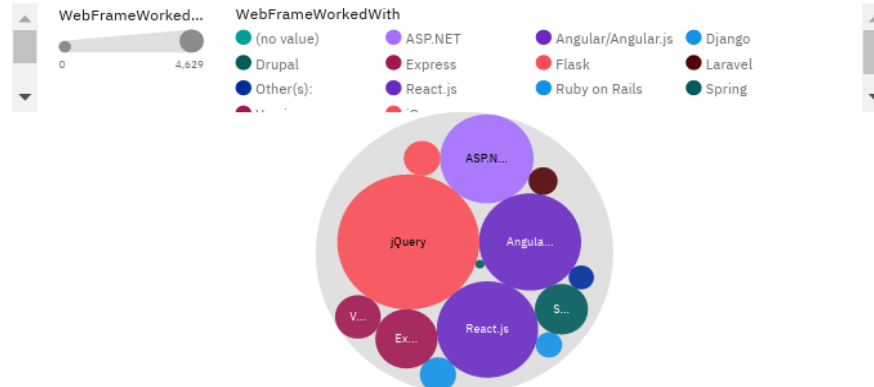 WebFrameWorked...
0 4,629
WebFrameWorkedWith
(no value) ASP.NET Angular/Angular.js Django
Drupal Express Flask Laravel
Other(s): React.js Ruby on Rails Spring
ASP.N...
jQuery
Angula...
S...
V...
Ex...
React.js